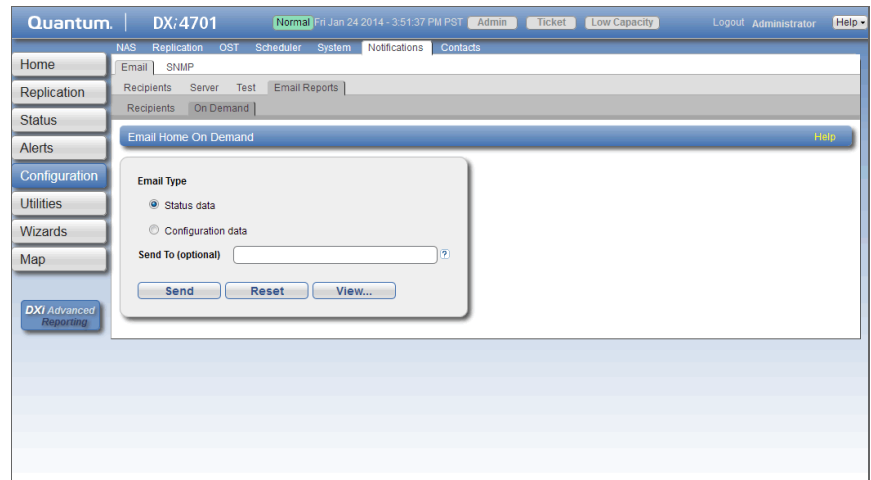 Quantum. DXi4701 Normal Fri Jan 24 2014 - 3:51:37 PM PST Admin Ticket Low Capacity Logout Administrator Help
NAS Replication OST Scheduler System Notifications Contacts
Home
Replication
Status
Alerts
Configuration
Utilities
Wizards
Map
DXi Advanced
Reporting
Email SNMP
Recipients Server Test Email Reports
Recipients On Demand
Email Home On Demand Help
Email Type
Status data
Configuration data
Send To (optional) ?
Send Reset View...